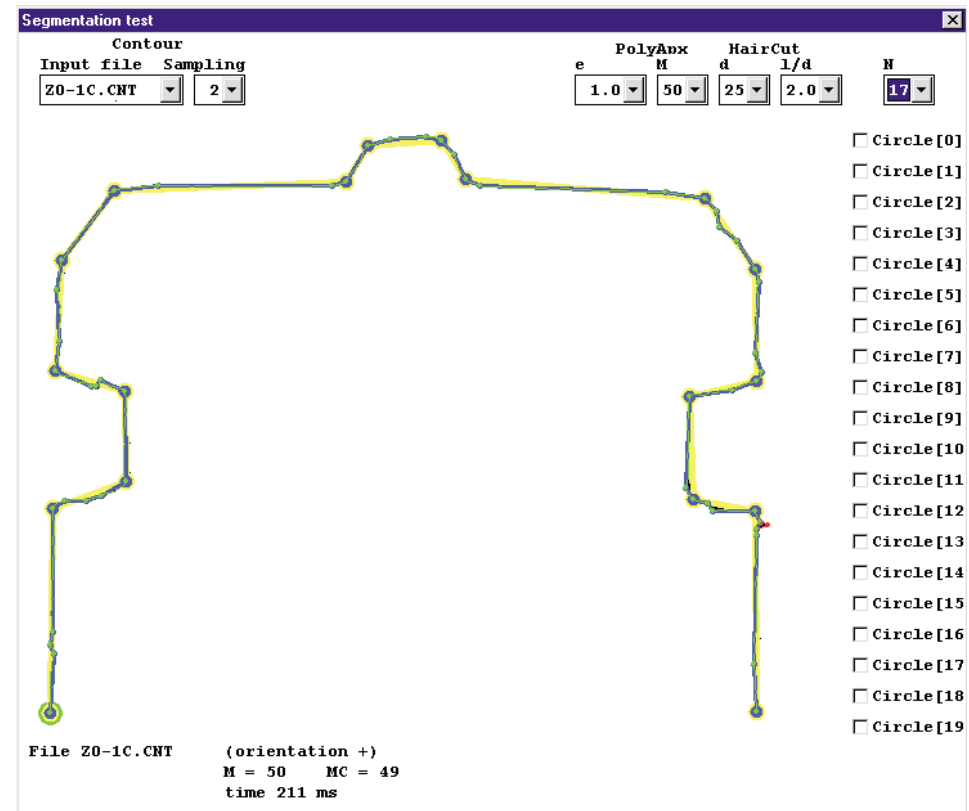 Segmentation test
Contour
Input file Sampling
Z0-1C.CNT 2
PolyApx HairCut
e M d l/d N
1.0 50 25 2.0 17
Circle[0]
Circle[1]
Circle[2]
Circle[3]
Circle[4]
Circle[5]
Circle[6]
Circle[7]
Circle[8]
Circle[9]
Circle[10
Circle[11
Circle[12
Circle[13
Circle[14
Circle[15
Circle[16
Circle[17
Circle[18
Circle[19
File Z0-1C.CNT (orientation +)
M = 50 MC = 49
time 211 ms